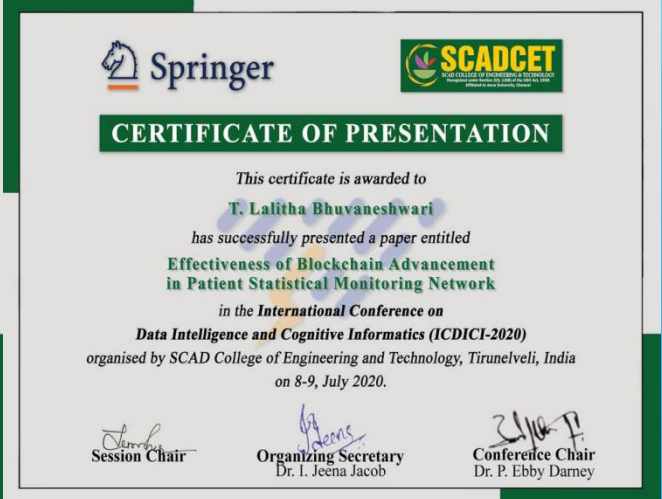 Springer
SCADCET
SCAD COLLEGE OF ENGINEERING & TECHNOLOGY
CERTIFICATE OF PRESENTATION
This certificate is awarded to
T. Lalitha Bhuvaneshwari
has successfully presented a paper entitled
Effectiveness of Blockchain Advancement
in Patient Statistical Monitoring Network
in the International Conference on
Data Intelligence and Cognitive Informatics (ICDICI-2020)
organised by SCAD College of Engineering and Technology, Tirunelveli, India
on 8-9, July 2020.
Session Chair
Organizing Secretary
Dr. I. Jeena Jacob
Conference Chair
Dr. P. Ebby Darney